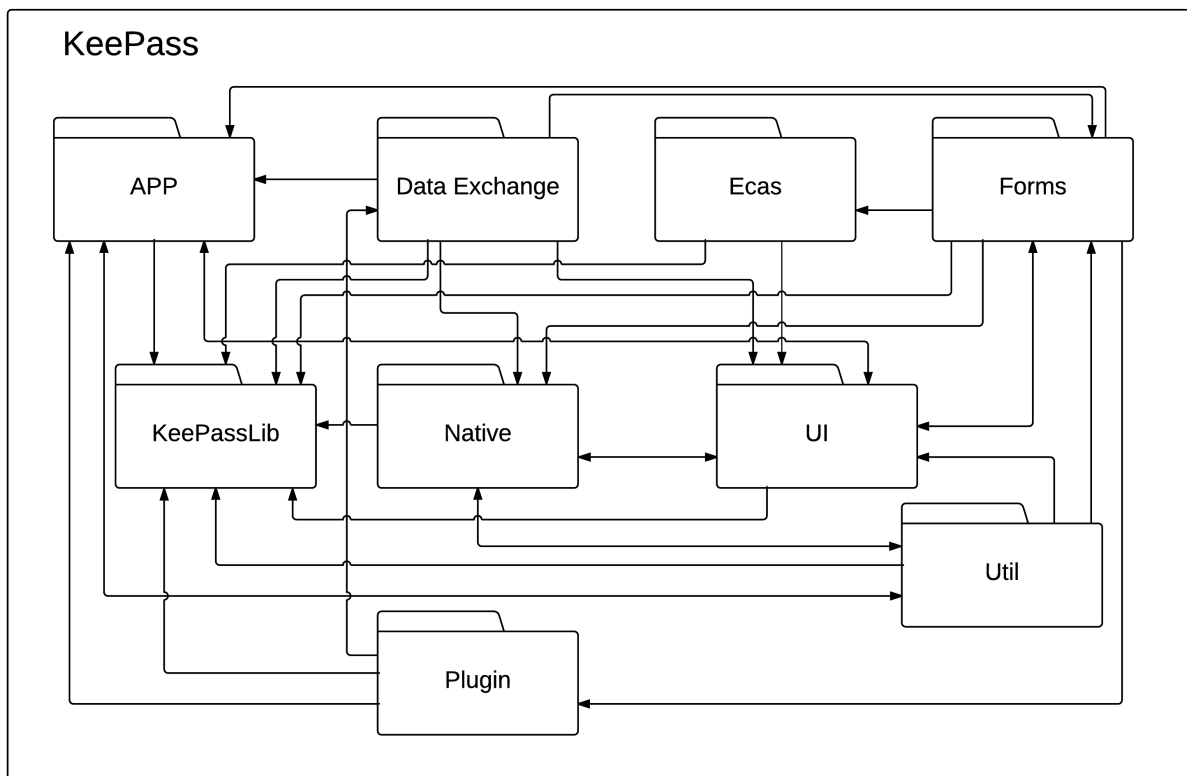 KeePass
APP
Data Exchange
Ecas
Forms
KeePassLib
Native
UI
Util
Plugin